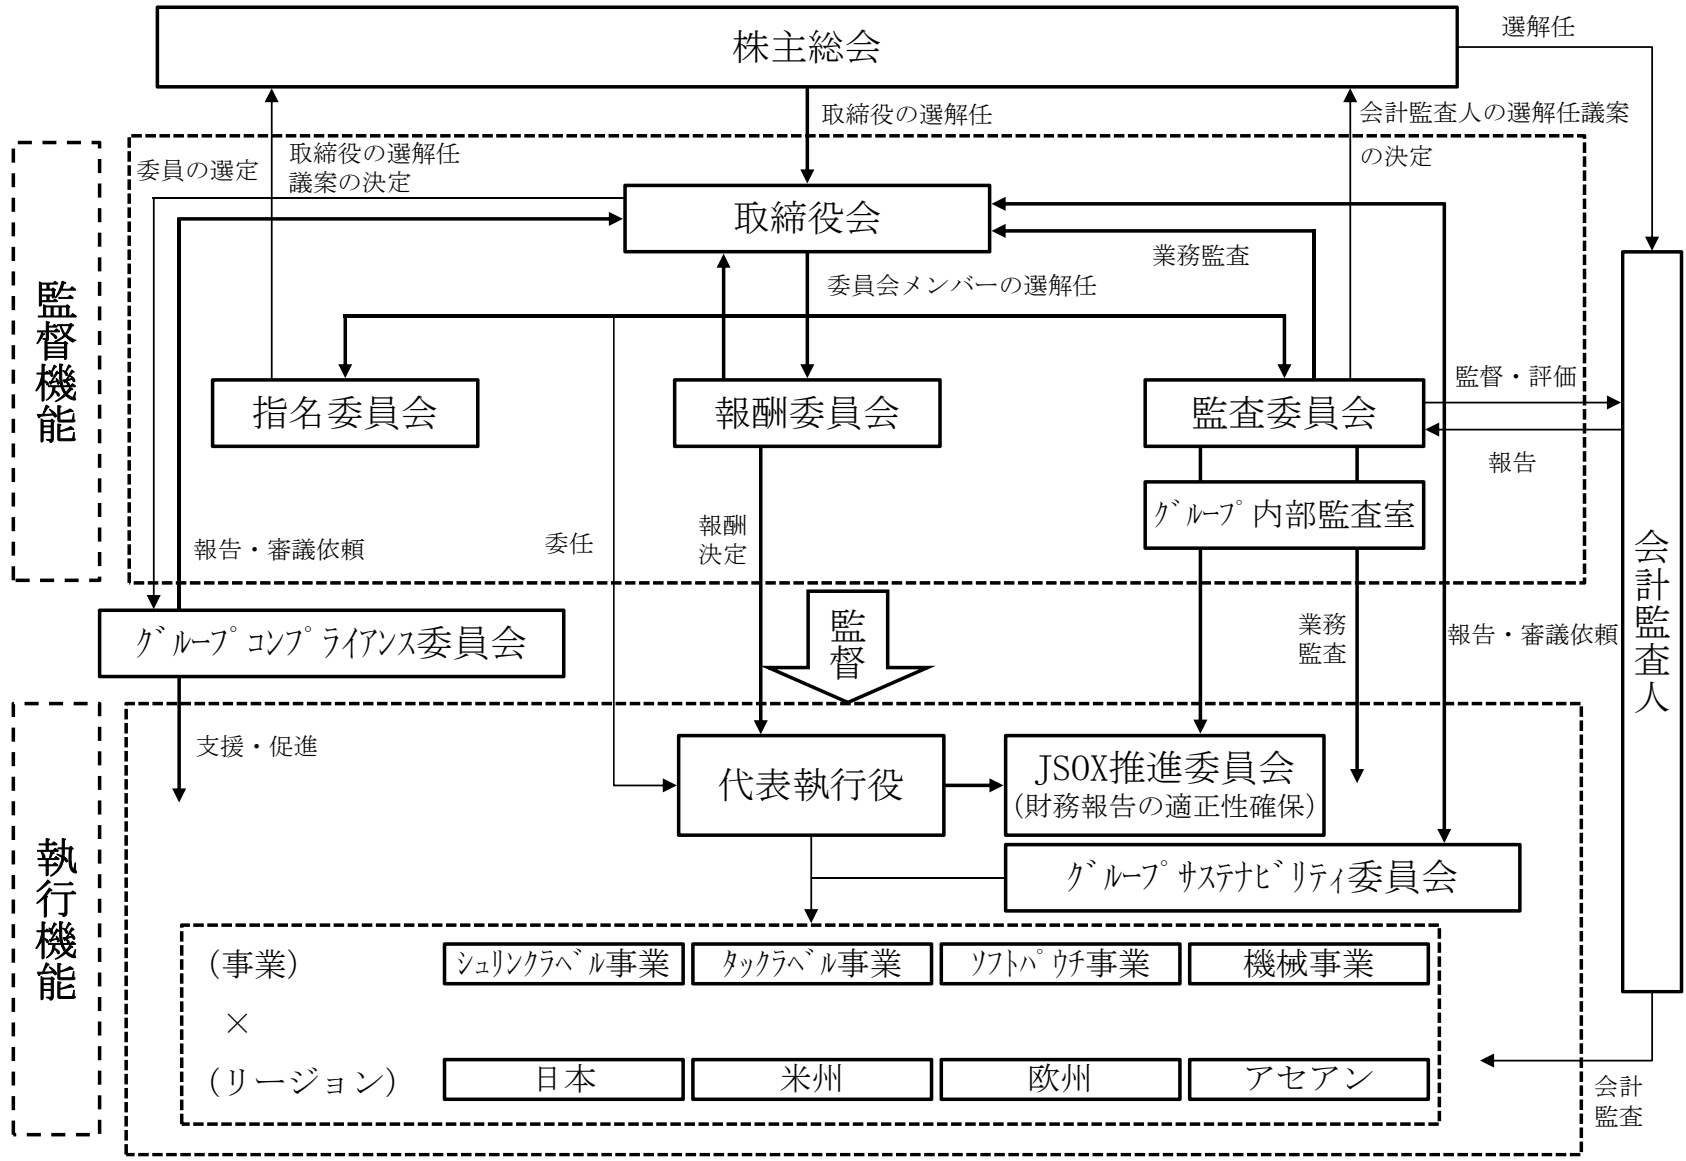 株主総会
選解任
取締役の選解任
会計監査人の選解任議案
の決定
委員の選定
取締役の選解任
議案の決定
取締役会
業務監査
委員会メンバーの選解任
監督機能
指名委員会
報酬委員会
監査委員会
監督・評価
報告
グループ内部監査室
報告・審議依頼
委任
報酬
決定
会計監査人
グループコンプライアンス委員会
監督
業務
監査
報告・審議依頼
支援・促進
代表執行役
JSOX推進委員会
(財務報告の適正性確保)
グループサステナビリティ委員会
執行機能
(事業)
シュリンクラベル事業
タックラベル事業
ソフトパウチ事業
機械事業
×
(リージョン)
日本
米州
欧州
アセアン
会計
監査